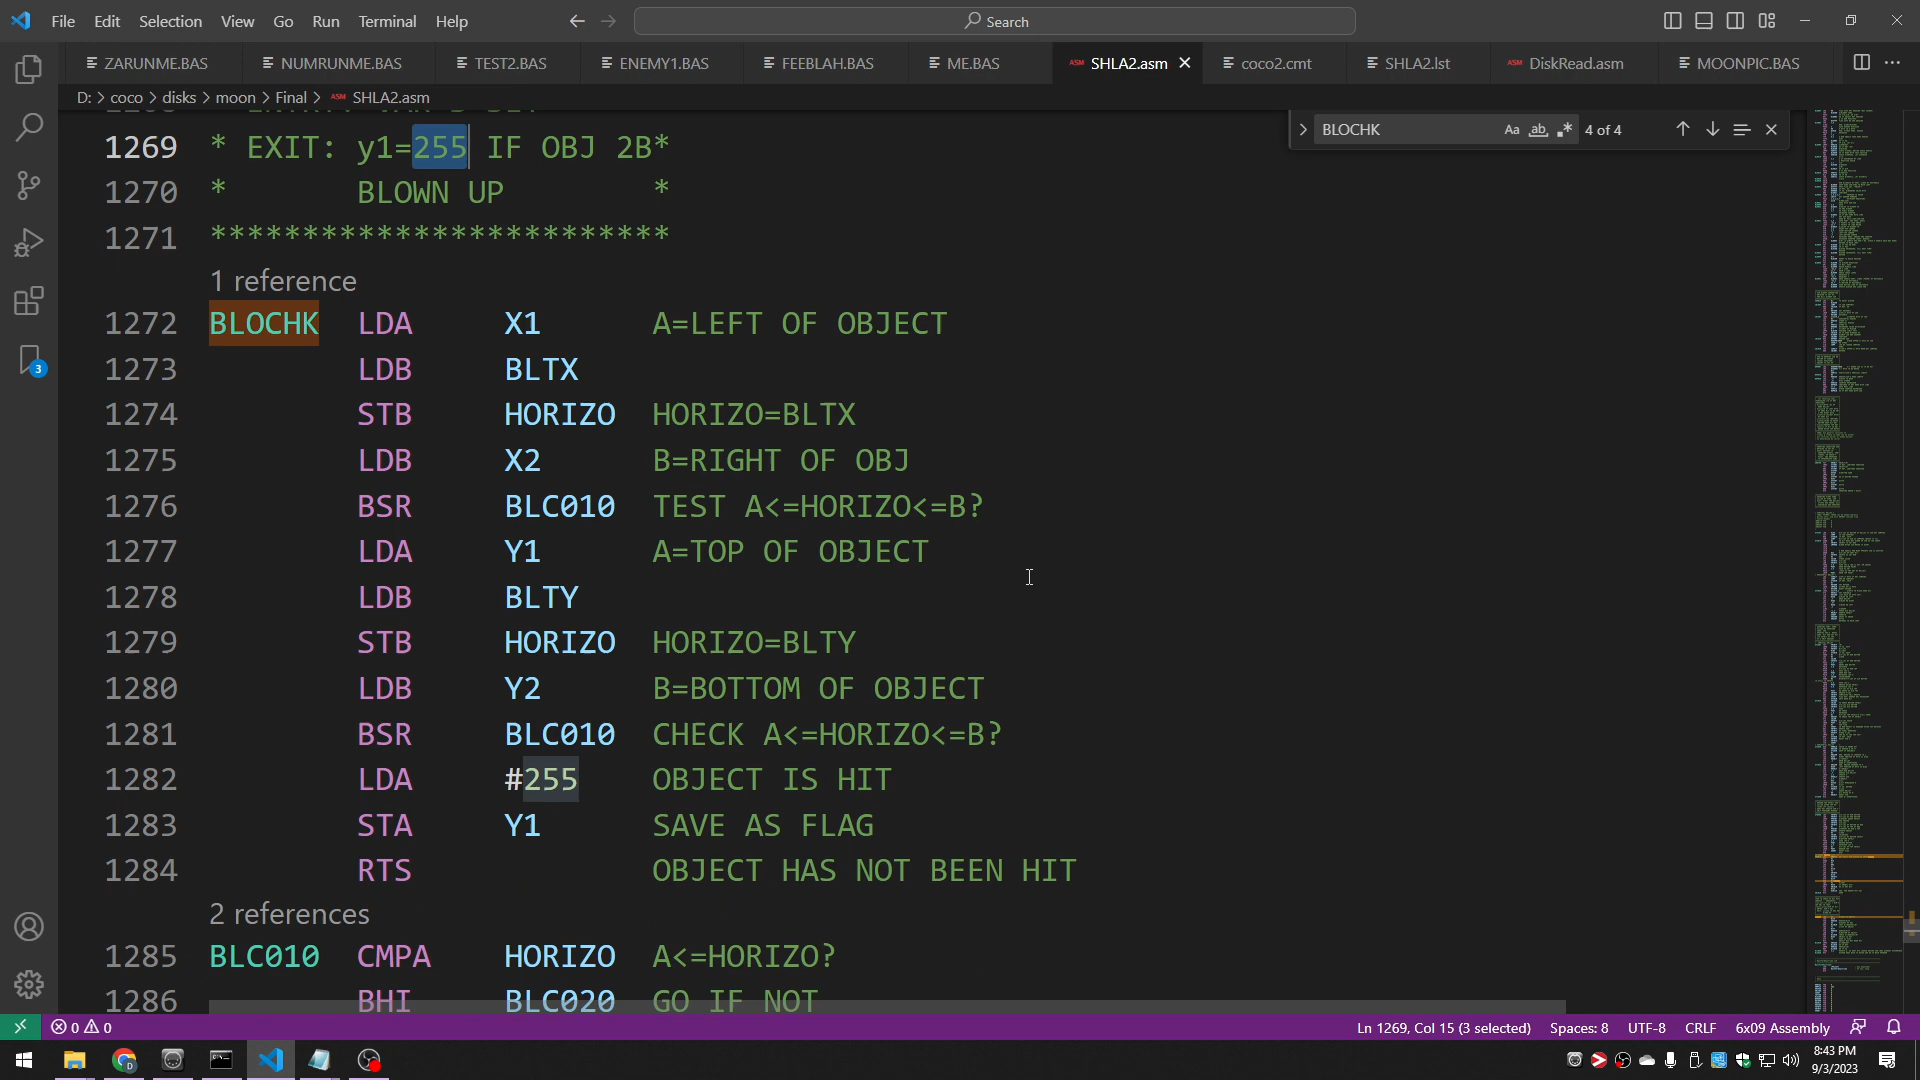 File Edit Selection View Go Run Terminal Help Search
ZARUNME.BAS NUMRUNME.BAS TEST2.BAS ENEMY1.BAS FEEBLAH.BAS ME.BAS ASM SHLA2.asm coco2.cmt SHLA2.lst ASM DiskRead.asm MOONPIC.BAS
D: > coco > disks > moon > Final > ASM SHLA2.asm
BLOCHK Aa ab .* 4 of 4
1269 * EXIT: y1=255 IF OBJ 2B*
1270 * BLOWN UP *
1271 *************************
1 reference
1272 BLOCHK LDA X1 A=LEFT OF OBJECT
1273 LDB BLTX
1274 STB HORIZO HORIZO=BLTX
1275 LDB X2 B=RIGHT OF OBJ
1276 BSR BLC010 TEST A<=HORIZO<=B?
1277 LDA Y1 A=TOP OF OBJECT
1278 LDB BLTY
1279 STB HORIZO HORIZO=BLTY
1280 LDB Y2 B=BOTTOM OF OBJECT
1281 BSR BLC010 CHECK A<=HORIZO<=B?
1282 LDA #255 OBJECT IS HIT
1283 STA Y1 SAVE AS FLAG
1284 RTS OBJECT HAS NOT BEEN HIT
2 references
1285 BLC010 CMPA HORIZO A<=HORIZO?
1286 BHI BLC020 GO IF NOT
3
0 0 Ln 1269, Col 15 (3 selected) Spaces: 8 UTF-8 CRLF 6x09 Assembly
8:43 PM
9/3/2023